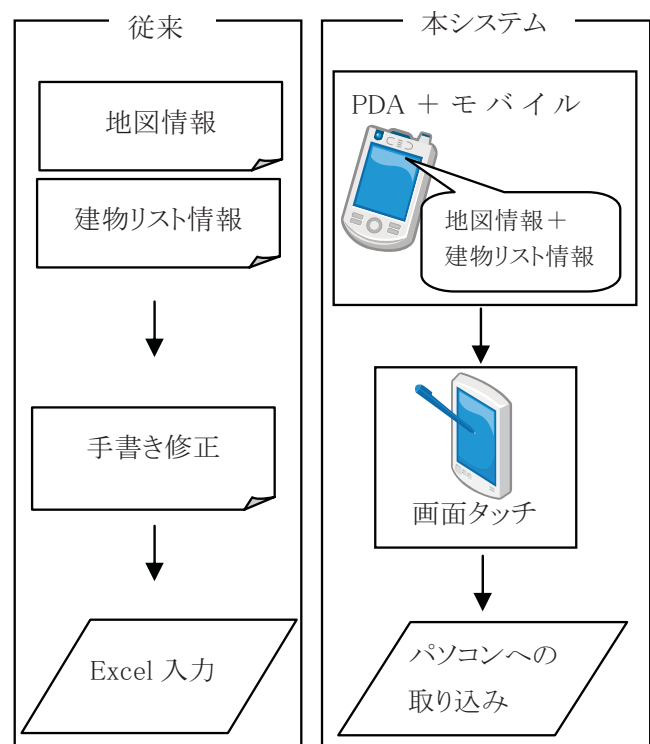 従来
地図情報
建物リスト情報
手書き修正
Excel 入力
本システム
PDA + モバイル
地図情報+
建物リスト情報
画面タッチ
パソコンへの
取り込み